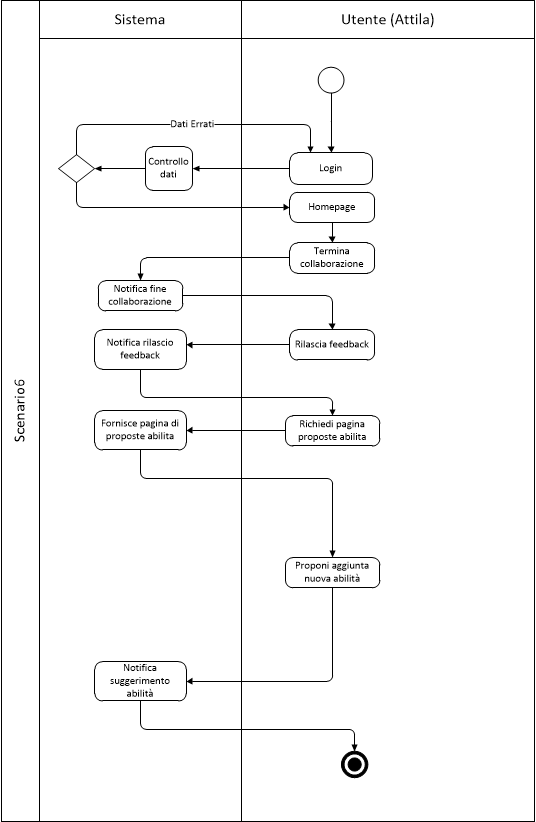 Sistema
Utente (Attila)
Scenario6
Dati Errati
Controllo
dati
Login
Homepage
Termina
collaborazione
Notifica fine
collaborazione
Notifica rilascio
feedback
Rilascia feedback
Fornisce pagina di
proposte abilita
Richiedi pagina
proposte abilita
Proponi aggiunta
nuova abilità
Notifica
suggerimento
abilità